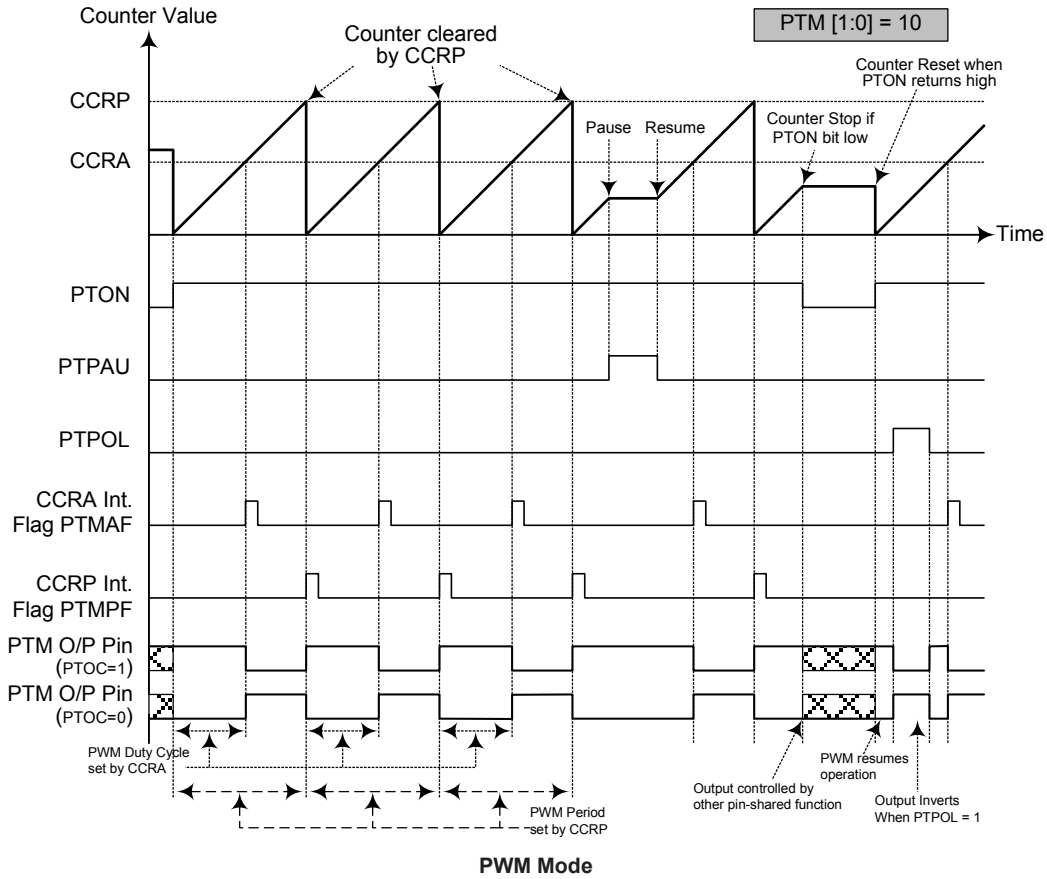 Counter Value
PTM [1:0] = 10
Counter cleared
by CCRP
Counter Reset when
PTON returns high
CCRP
Counter Stop if
PTON bit low
Pause
Resume
CCRA
Time
PTON
PTPAU
PTPOL
CCRA Int.
Flag PTMAF
CCRP Int.
Flag PTMPF
PTM O/P Pin
(PTOC=1)
PTM O/P Pin
(PTOC=0)
PWM Duty Cycle
set by CCRA
PWM resumes
operation
Output controlled by
other pin-shared function
Output Inverts
When PTPOL = 1
PWM Period
set by CCRP
PWM Mode